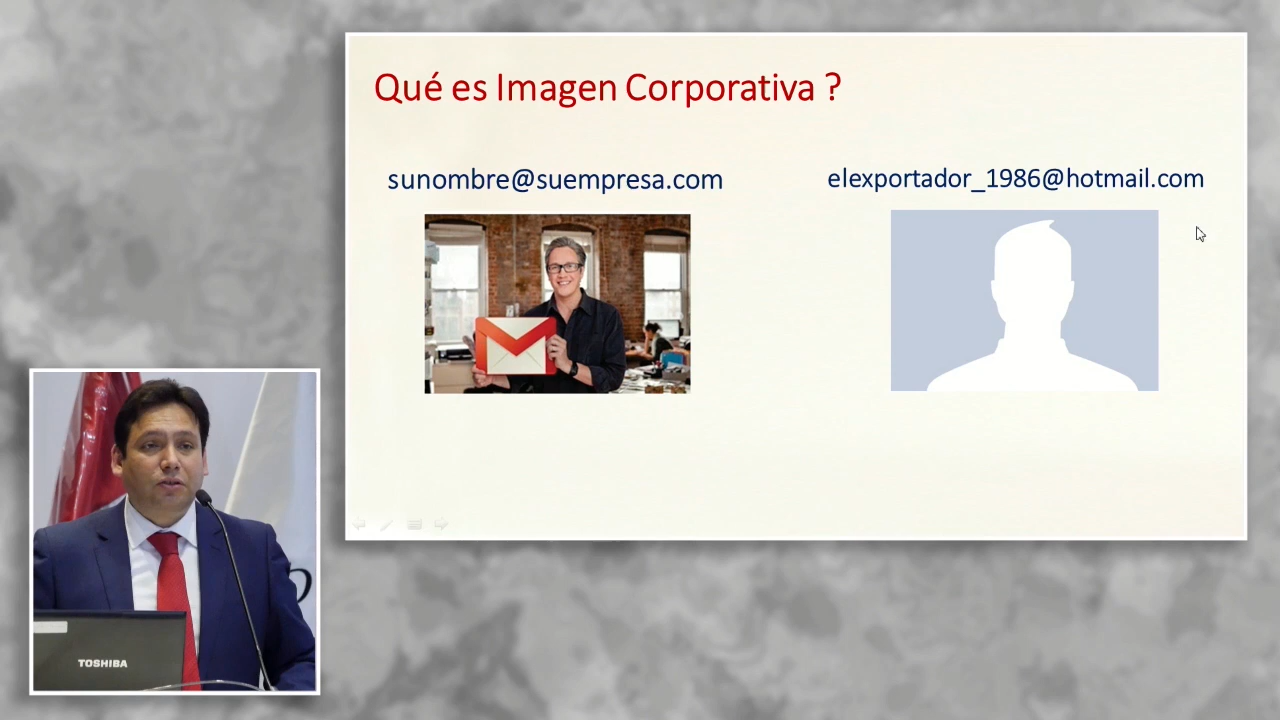 Qué es Imagen Corporativa ?
sunombre@suempresa.com
elexportador_1986@hotmail.com
TOSHIBA